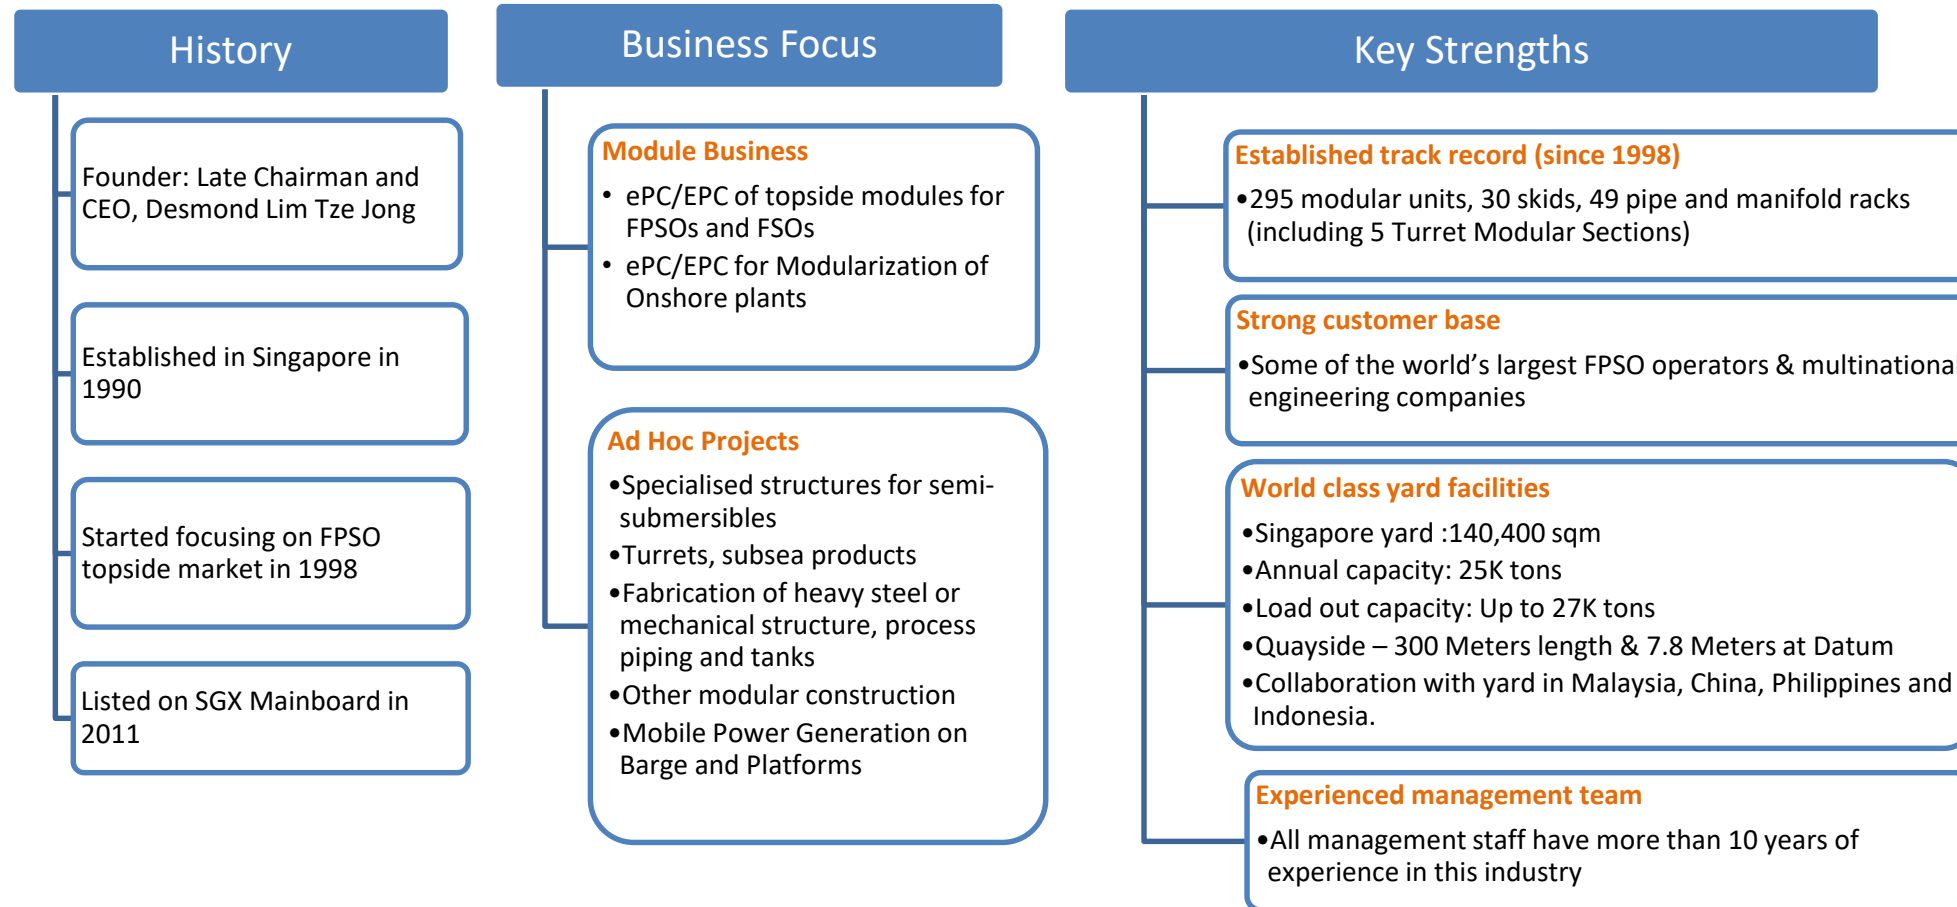 History
Founder: Late Chairman and
CEO, Desmond Lim Tze Jong
Established in Singapore in
1990
Started focusing on FPSO
topside market in 1998
Listed on SGX Mainboard in
2011
Business Focus
Module Business
• ePC/EPC of topside modules for
FPSOs and FSOs
• ePC/EPC for Modularization of
Onshore plants
Ad Hoc Projects
•Specialised structures for semi-
submersibles
•Turrets, subsea products
•Fabrication of heavy steel or
mechanical structure, process
piping and tanks
•Other modular construction
•Mobile Power Generation on
Barge and Platforms
Key Strengths
Established track record (since 1998)
•295 modular units, 30 skids, 49 pipe and manifold racks
(including 5 Turret Modular Sections)
Strong customer base
•Some of the world’s largest FPSO operators & multinational
engineering companies
World class yard facilities
•Singapore yard :140,400 sqm
•Annual capacity: 25K tons
•Load out capacity: Up to 27K tons
•Quayside – 300 Meters length & 7.8 Meters at Datum
•Collaboration with yard in Malaysia, China, Philippines and
Indonesia.
Experienced management team
•All management staff have more than 10 years of
experience in this industry